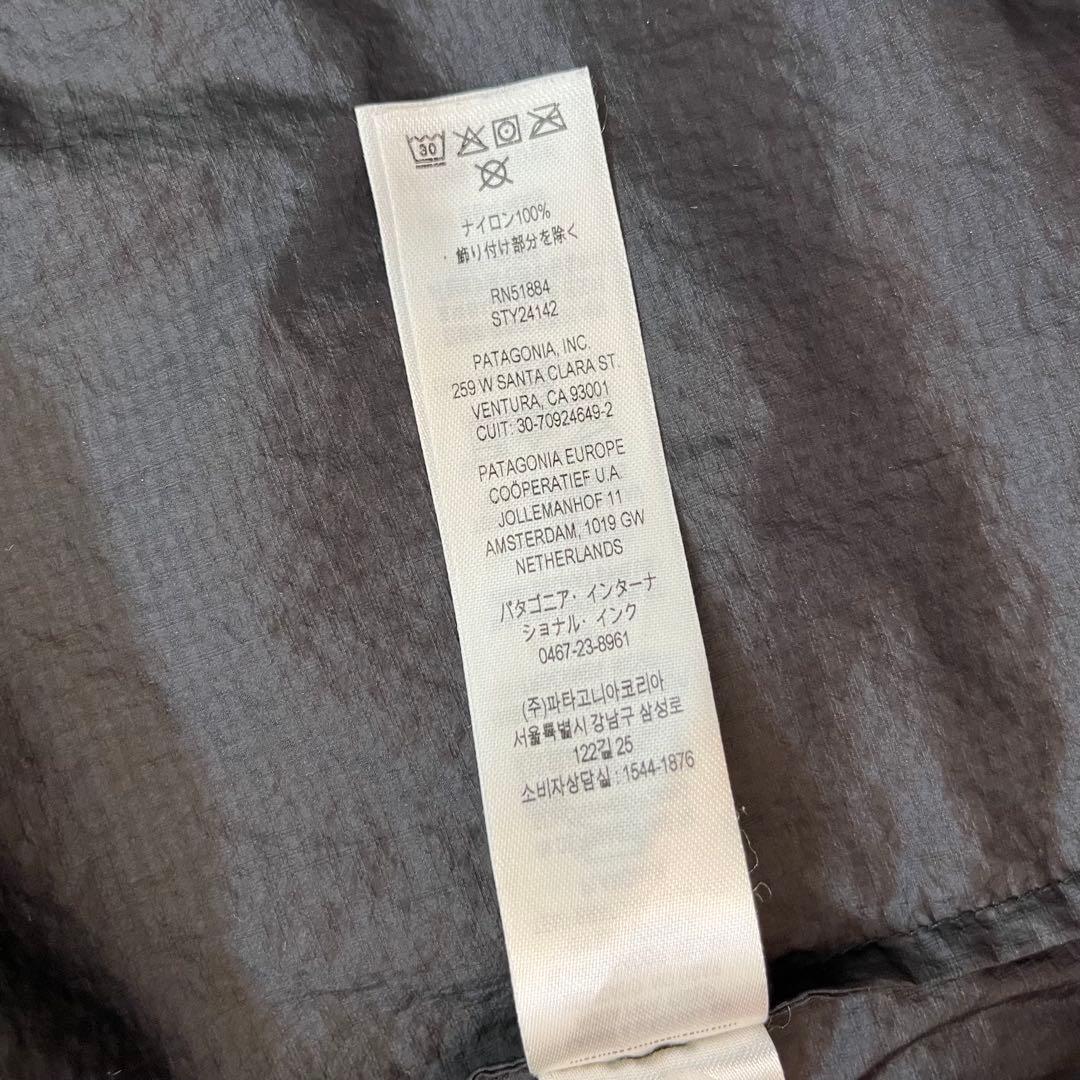 30
ナイロン100%
飾り付け部分を除く
RN51884
STY24142
PATAGONIA, INC.
259 W SANTA CLARA ST.
VENTURA, CA 93001
CUIT: 30-70924649-2
PATAGONIA EUROPE
COÖPERATIEF U.A.
JOLLEMANHOF 11
AMSTERDAM, 1019 GW
NETHERLANDS
パタゴニア・インターナ
ショナル・インク
0467-23-8961
(주)파타고니아코리아
서울특별시 강남구 삼성로
122길 25
소비자상담실 : 1544-1876